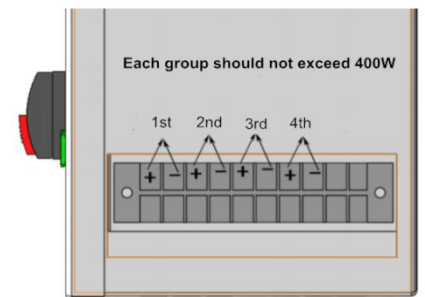 Each group should not exceed 400W
1st 2nd 3rd 4th
+ − + − + − + −